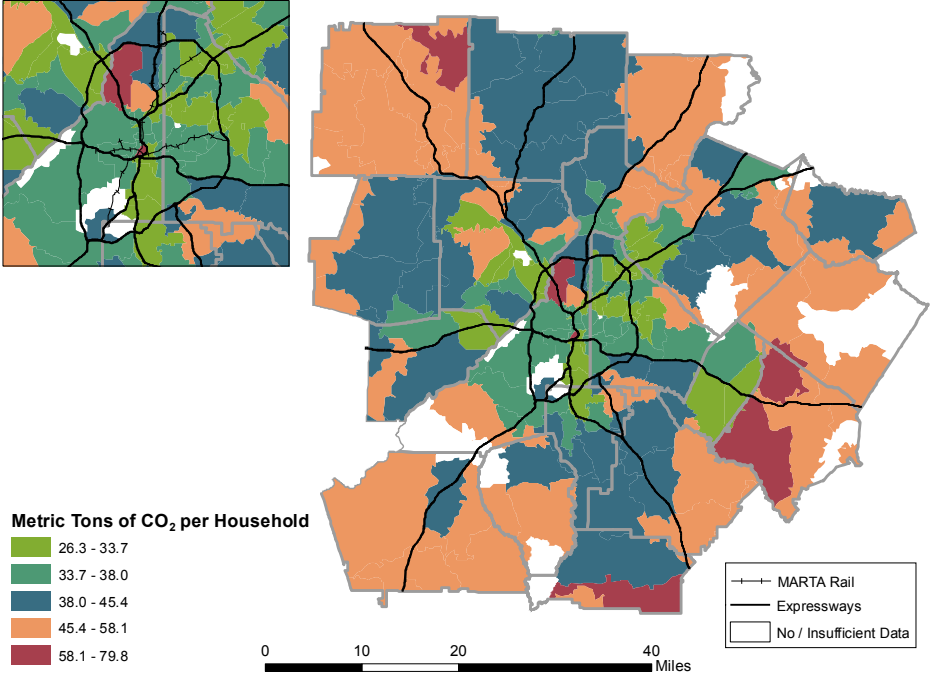 Metric Tons of CO₂ per Household
26.3 - 33.7
33.7 - 38.0
38.0 - 45.4
45.4 - 58.1
58.1 - 79.8
MARTA Rail
Expressways
No / Insufficient Data
0 10 20 40
Miles